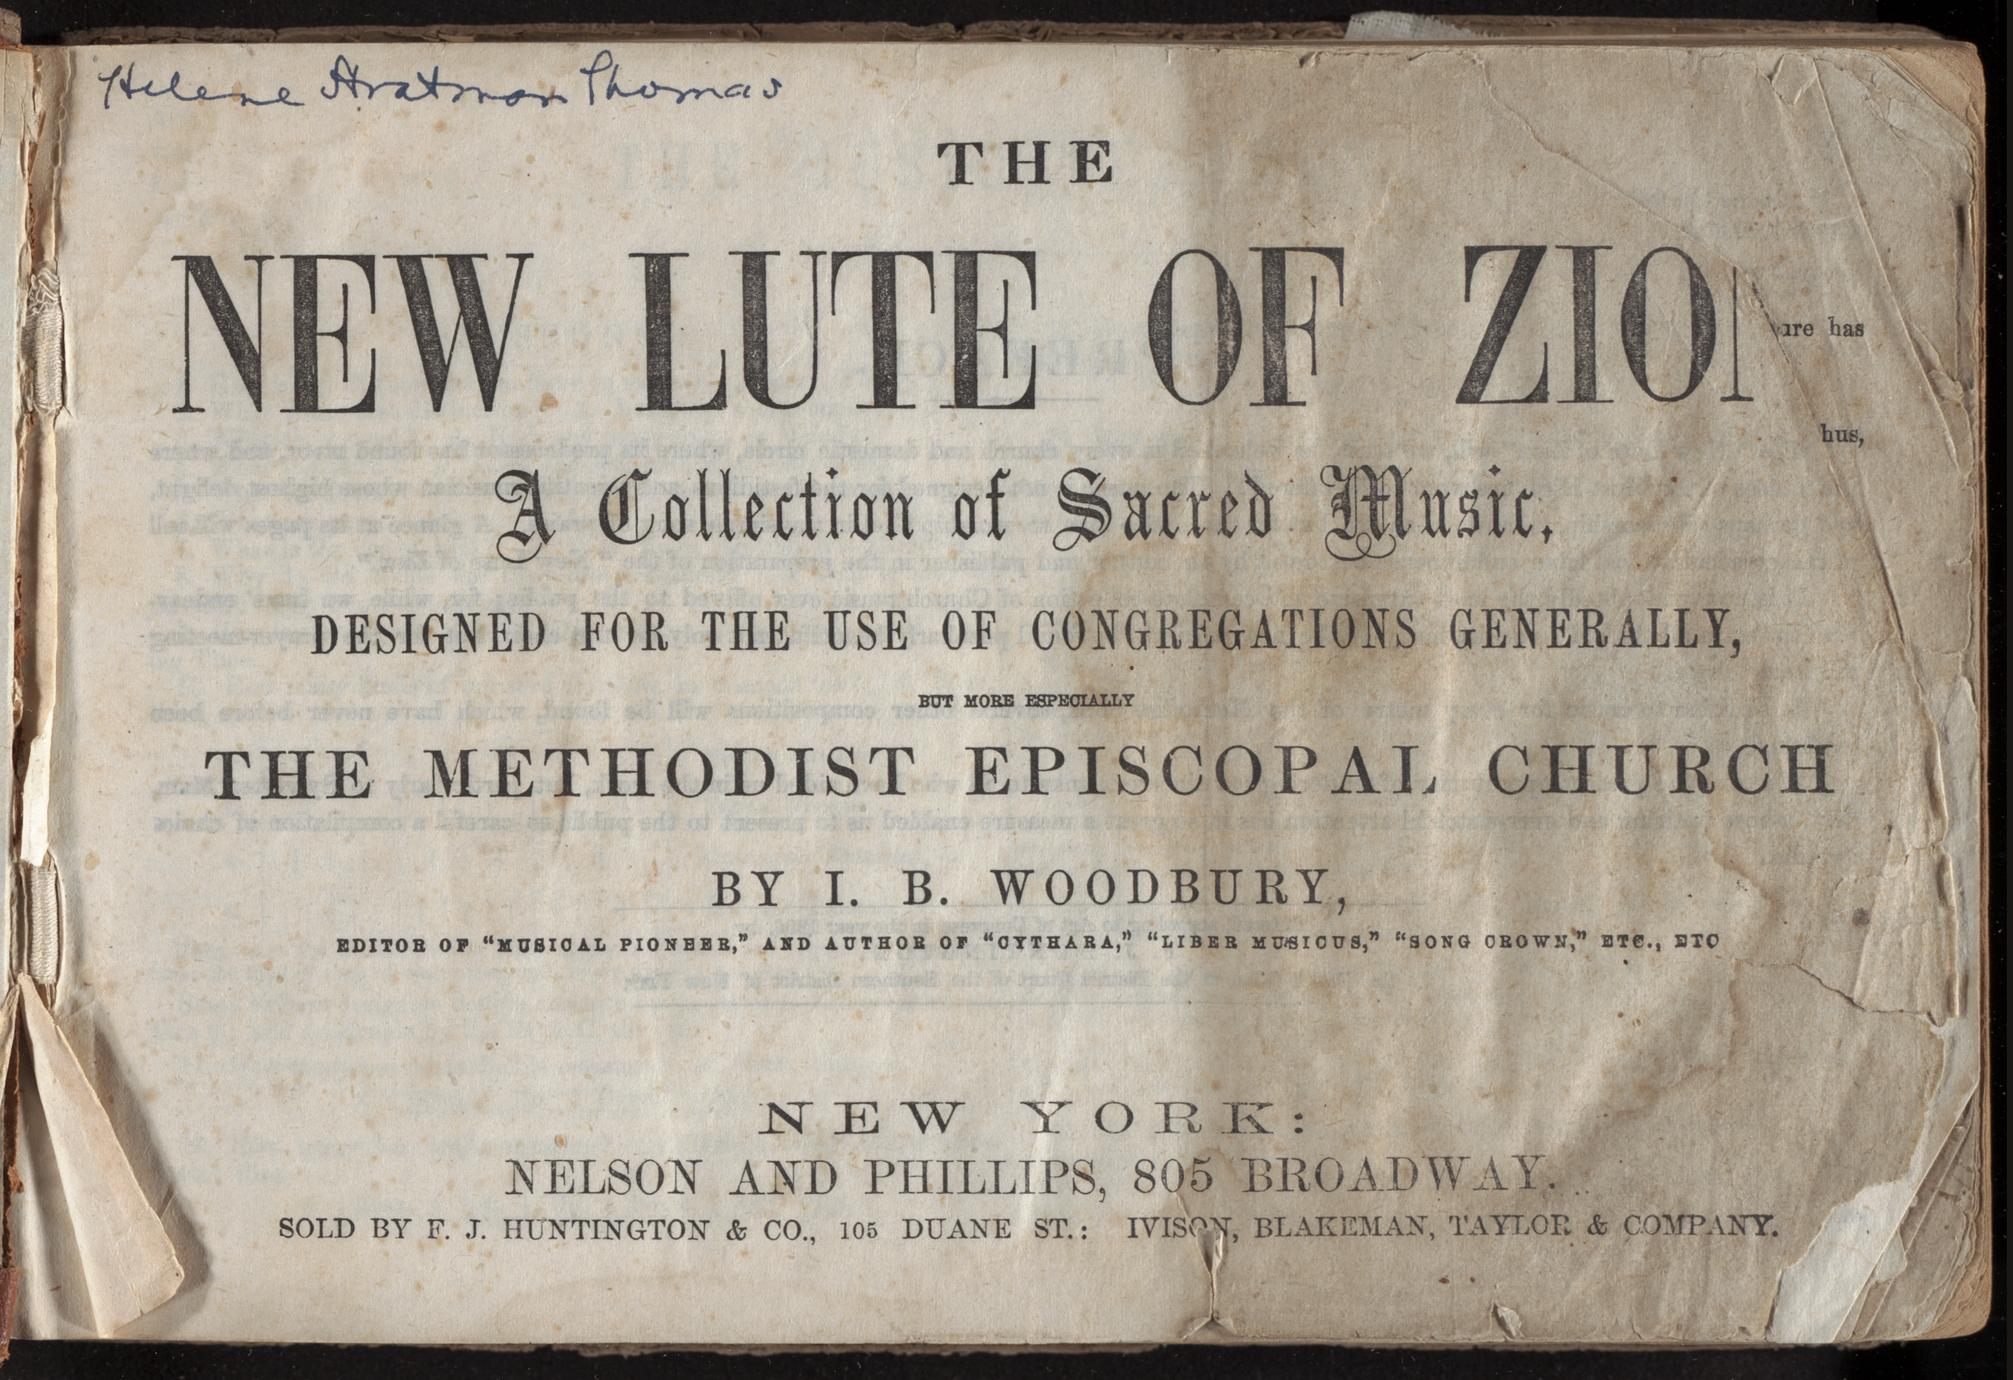 Helene Stratman Thomas
THE
NEW LUTE OF ZION
are has
hus,
A Collection of Sacred Music,
DESIGNED FOR THE USE OF CONGREGATIONS GENERALLY,
BUT MORE ESPECIALLY
THE METHODIST EPISCOPAL CHURCH
BY I. B. WOODBURY,
EDITOR OF “MUSICAL PIONEER,” AND AUTHOR OF “CYTHARA,” “LIBER MUSICUS,” “SONG CROWN,” ETC., ETC
NEW YORK:
NELSON AND PHILLIPS, 805 BROADWAY.
SOLD BY F. J. HUNTINGTON & CO., 105 DUANE ST.: IVISON, BLAKEMAN, TAYLOR & COMPANY.